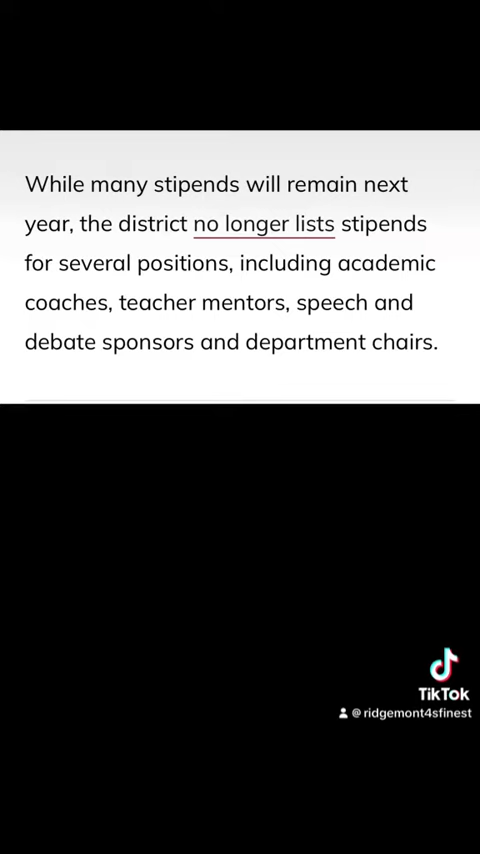 While many stipends will remain next
year, the district no longer lists stipends
for several positions, including academic
coaches, teacher mentors, speech and
debate sponsors and department chairs.
TikTok
@ridgemont4sfinest